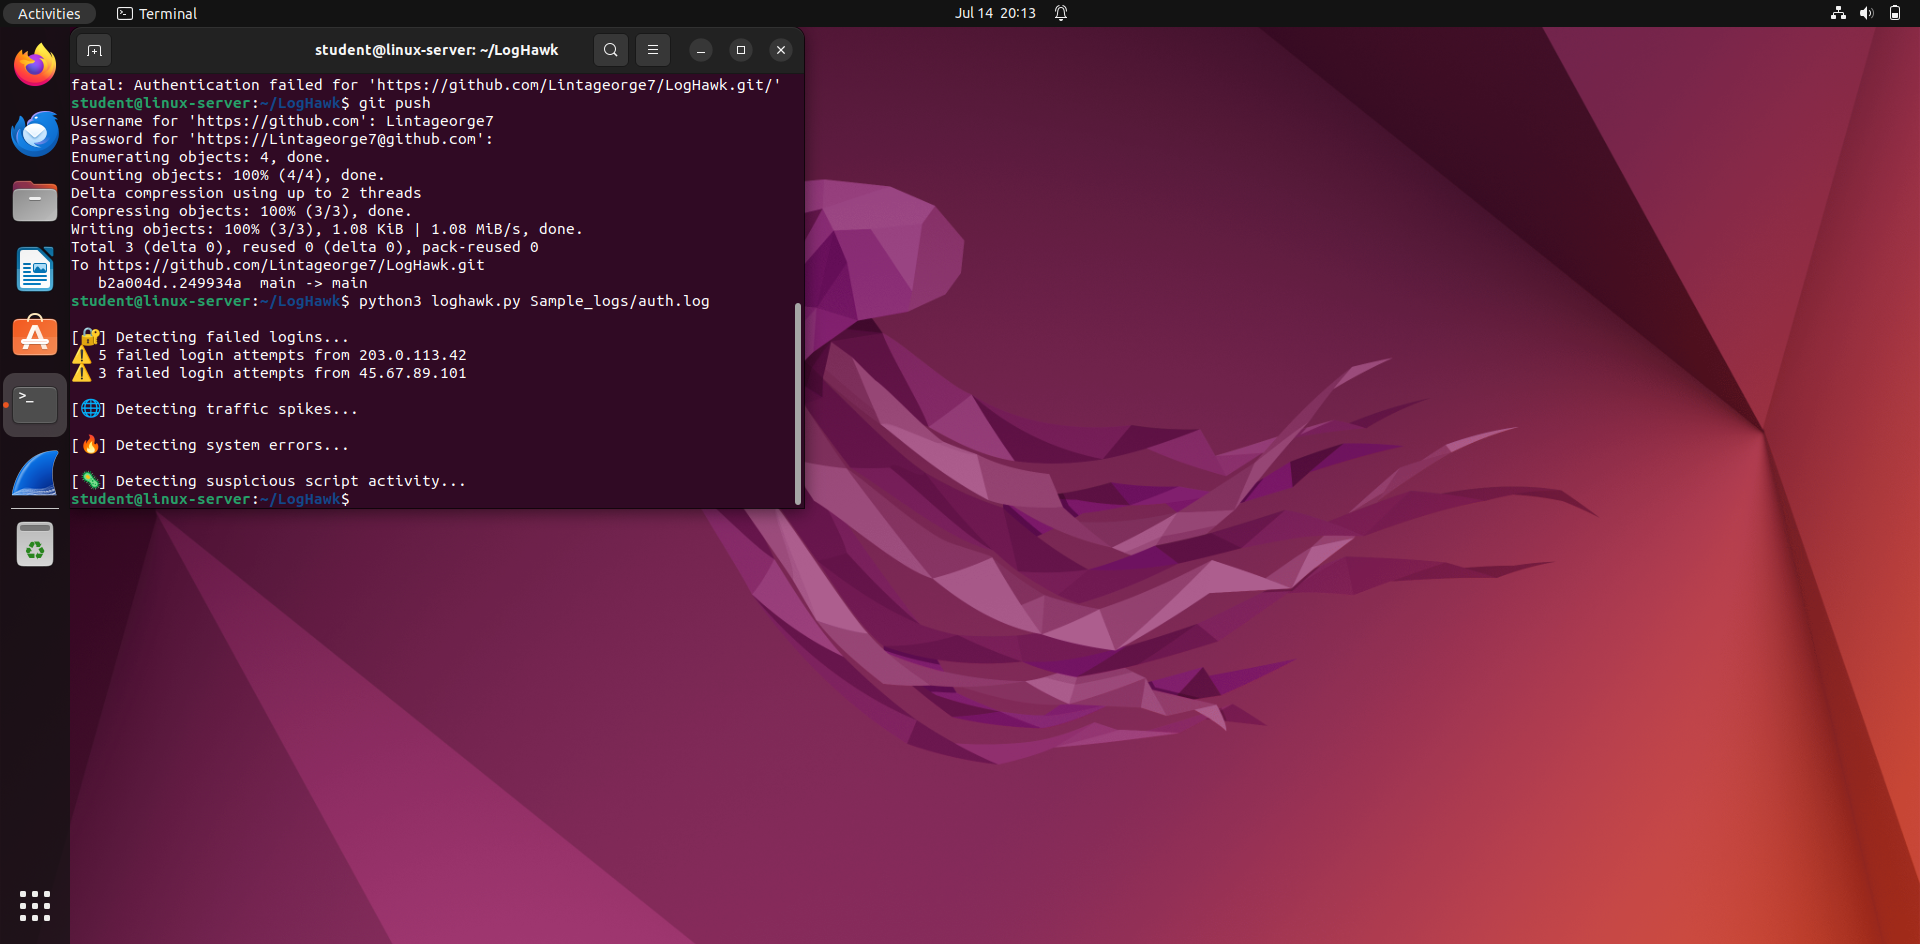 Activities
Terminal
Jul 14 20:13
student@linux-server: ~/LogHawk
fatal: Authentication failed for 'https://github.com/Lintageorge7/LogHawk.git/'
student@linux-server:~/LogHawk$ git push
Username for 'https://github.com': Lintageorge7
Password for 'https://Lintageorge7@github.com':
Enumerating objects: 4, done.
Counting objects: 100% (4/4), done.
Delta compression using up to 2 threads
Compressing objects: 100% (3/3), done.
Writing objects: 100% (3/3), 1.08 KiB | 1.08 MiB/s, done.
Total 3 (delta 0), reused 0 (delta 0), pack-reused 0
To https://github.com/Lintageorge7/LogHawk.git
   b2a004d..249934a  main -> main
student@linux-server:~/LogHawk$ python3 loghawk.py Sample_logs/auth.log
[🔐] Detecting failed logins...
⚠️ 5 failed login attempts from 203.0.113.42
⚠️ 3 failed login attempts from 45.67.89.101
[🌐] Detecting traffic spikes...
[🔥] Detecting system errors...
[🦠] Detecting suspicious script activity...
student@linux-server:~/LogHawk$